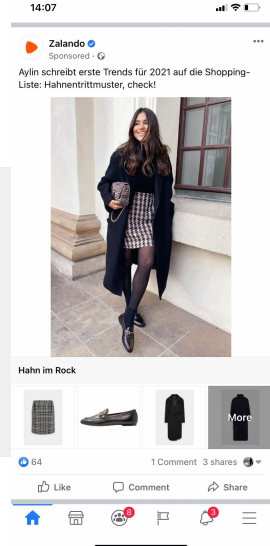 14:07
Zalando
Sponsored ·
Aylin schreibt erste Trends für 2021 auf die Shopping-
Liste: Hahnentrittmuster, check!
Hahn im Rock
More
64
1 Comment 3 shares
Like
Comment
Share
8
3